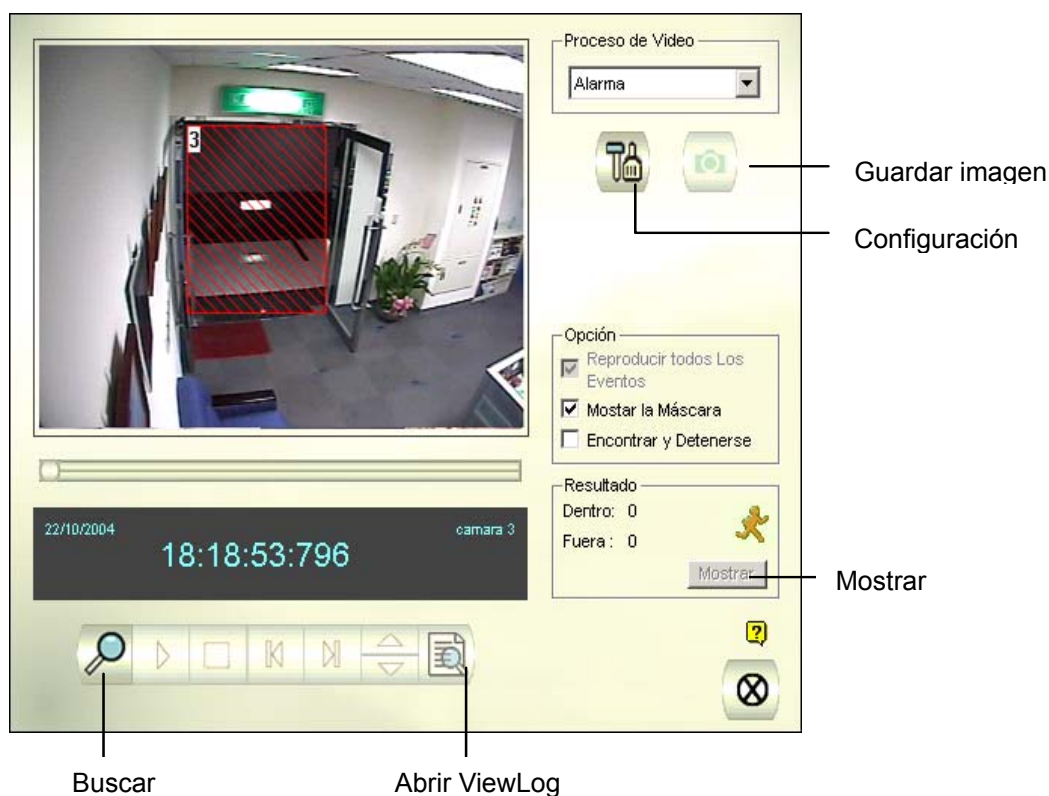 Proceso de Video
Alarma
Guardar imagen
Configuración
3
Opción
Reproducir todos Los
Eventos
Mostar la Máscara
Encontrar y Detenerse
Resultado
Dentro: 0
Fuera : 0
Mostrar
Mostrar
22/10/2004
camara 3
18:18:53:796
?
Buscar
Abrir ViewLog